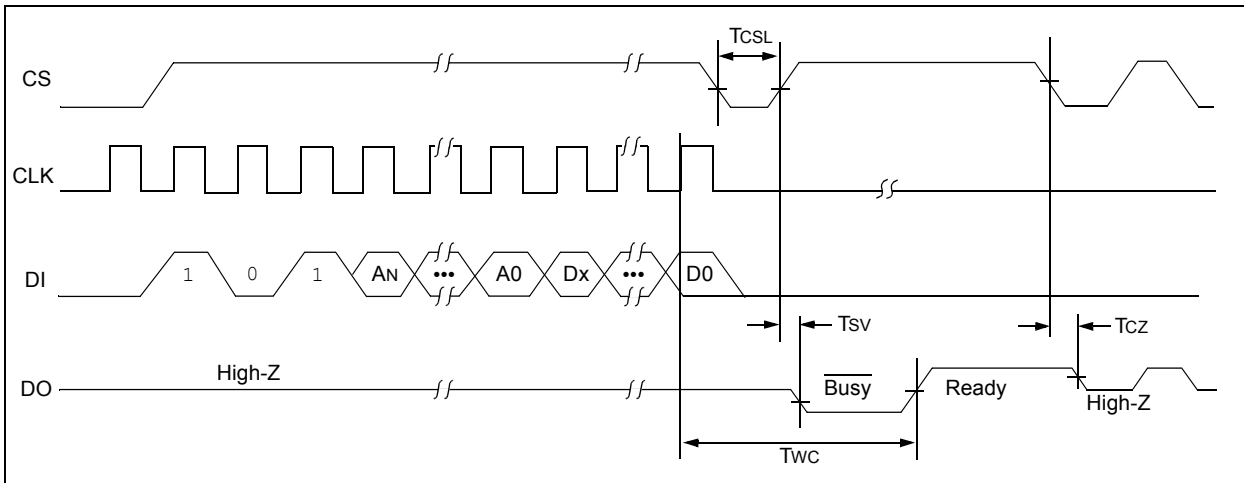 TCSL
CS
CLK
DI 1 0 1 AN ••• A0 Dx ••• D0
TSV TCZ
DO High-Z Busy Ready High-Z
TWC